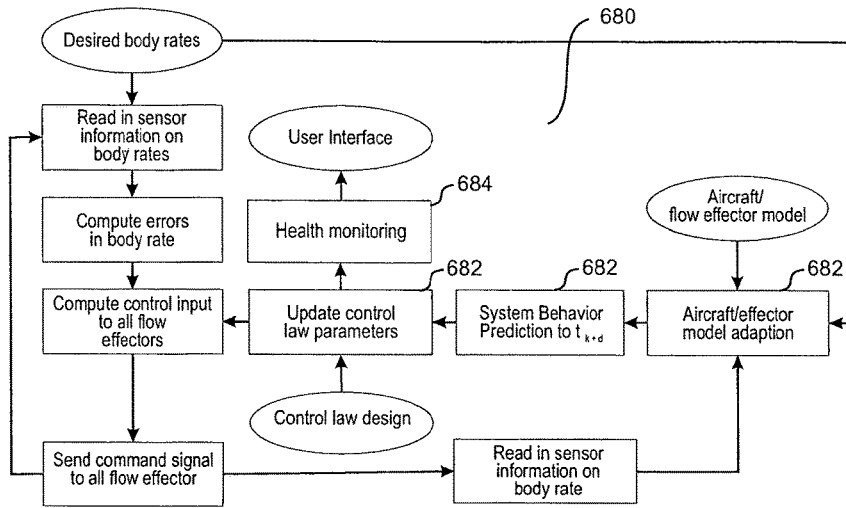 680
Desired body rates
Read in sensor
information on
body rates
User Interface
684
Aircraft/
flow effector model
Compute errors
in body rate
Health monitoring
682
682
682
Compute control input
to all flow
effectors
Update control
law parameters
System Behavior
Prediction to t k+d
Aircraft/effector
model adaption
Control law design
Send command signal
to all flow effector
Read in sensor
information on
body rate